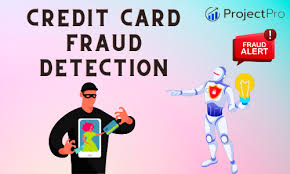 ProjectPro
CREDIT CARD
FRAUD
DETECTION
FRAUD
ALERT
!